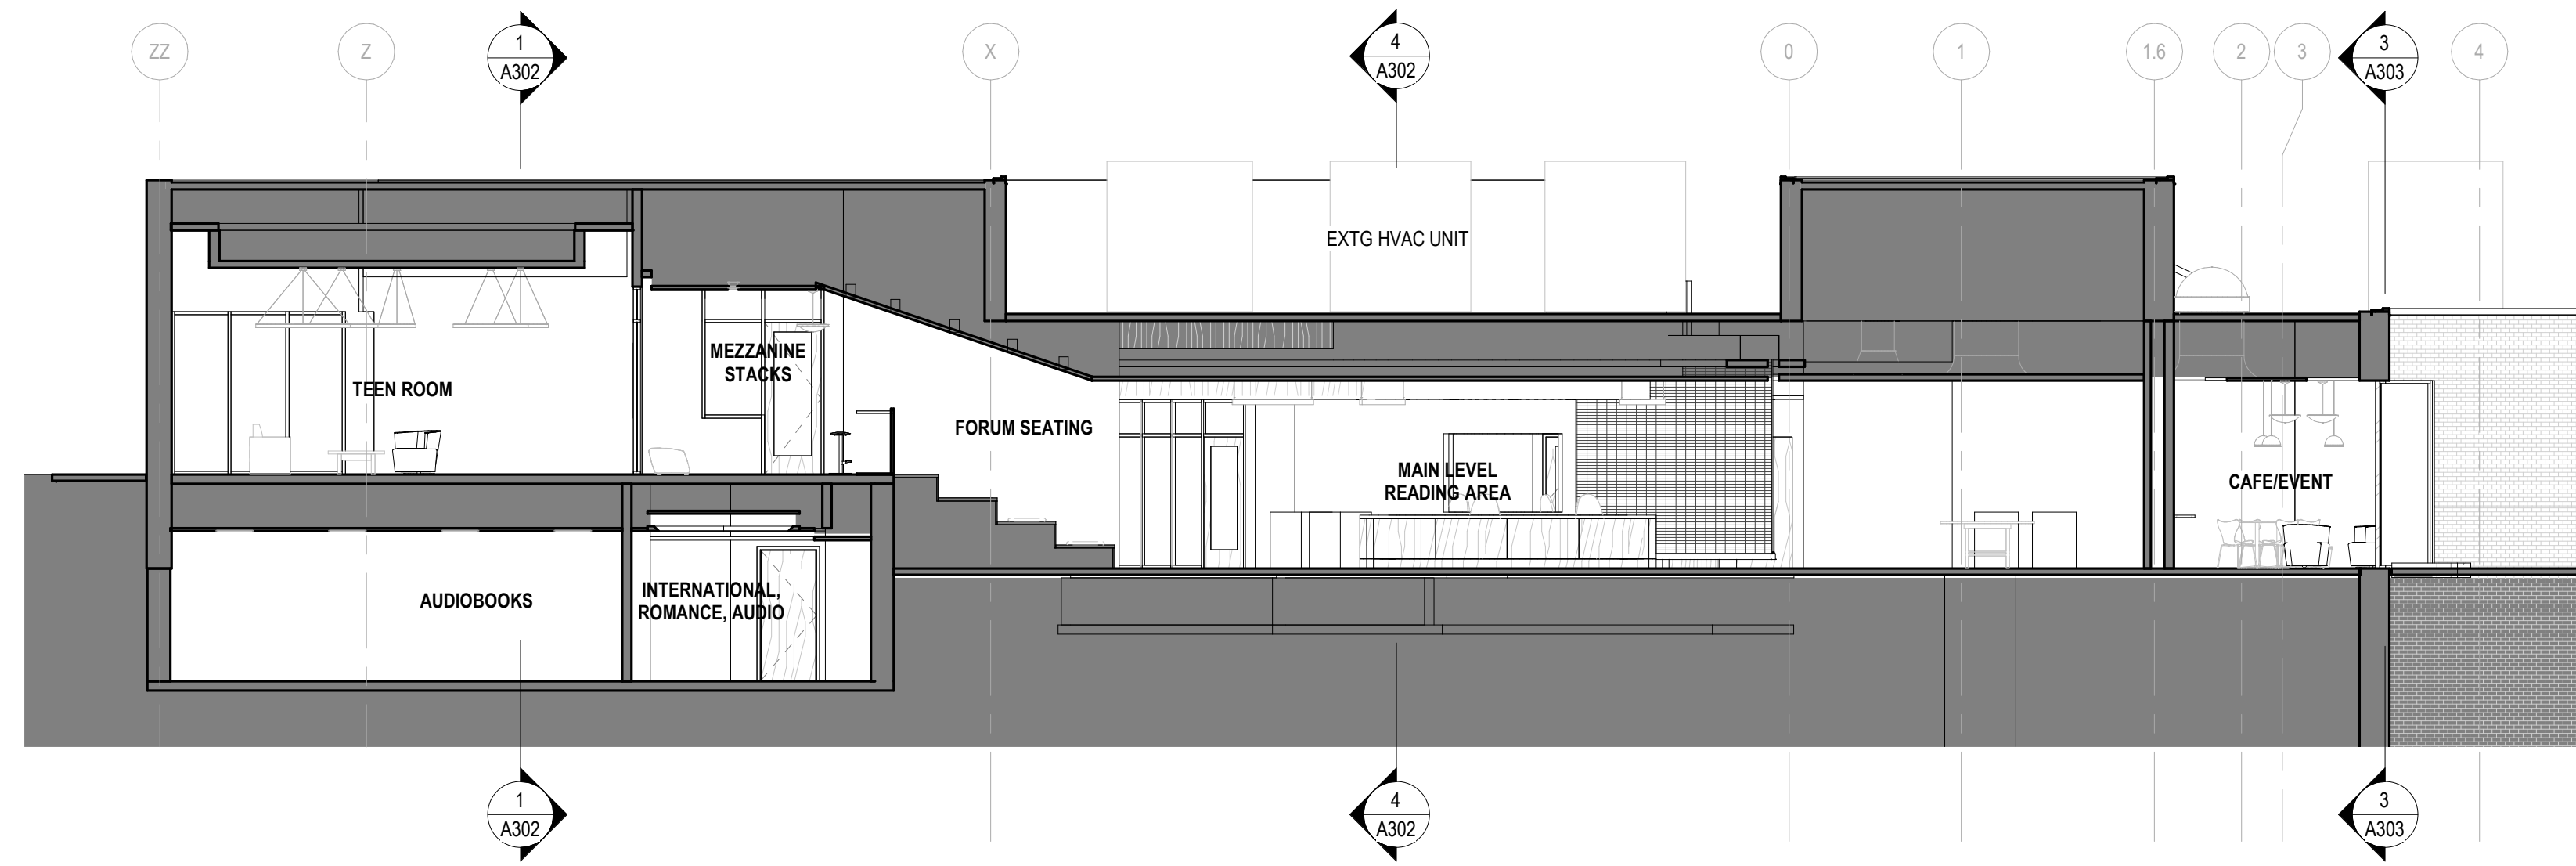 ZZ
Z
1
A302
X
4
A302
0
1
1.6
2
3
3
A303
4
EXTG HVAC UNIT
MEZZANINE
STACKS
TEEN ROOM
FORUM SEATING
MAIN LEVEL
READING AREA
CAFE/EVENT
AUDIOBOOKS
INTERNATIONAL,
ROMANCE, AUDIO
1
A302
4
A302
3
A303